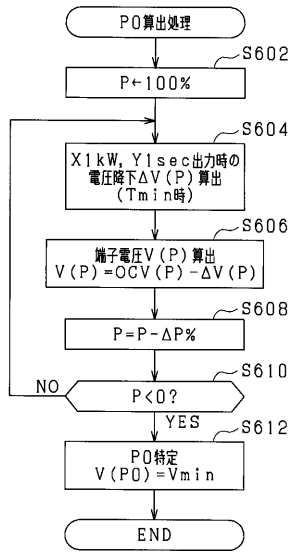 P0算出処理
S602
P←100%
S604
X1kW, Y1sec出力時の
電圧降下ΔV(P)算出
(Tmin時)
S606
端子電圧V(P)算出
V(P)=OCV(P)-ΔV(P)
S608
P=P-ΔP%
S610
NO
P<0?
YES
S612
P0特定
V(P0)=Vmin
END